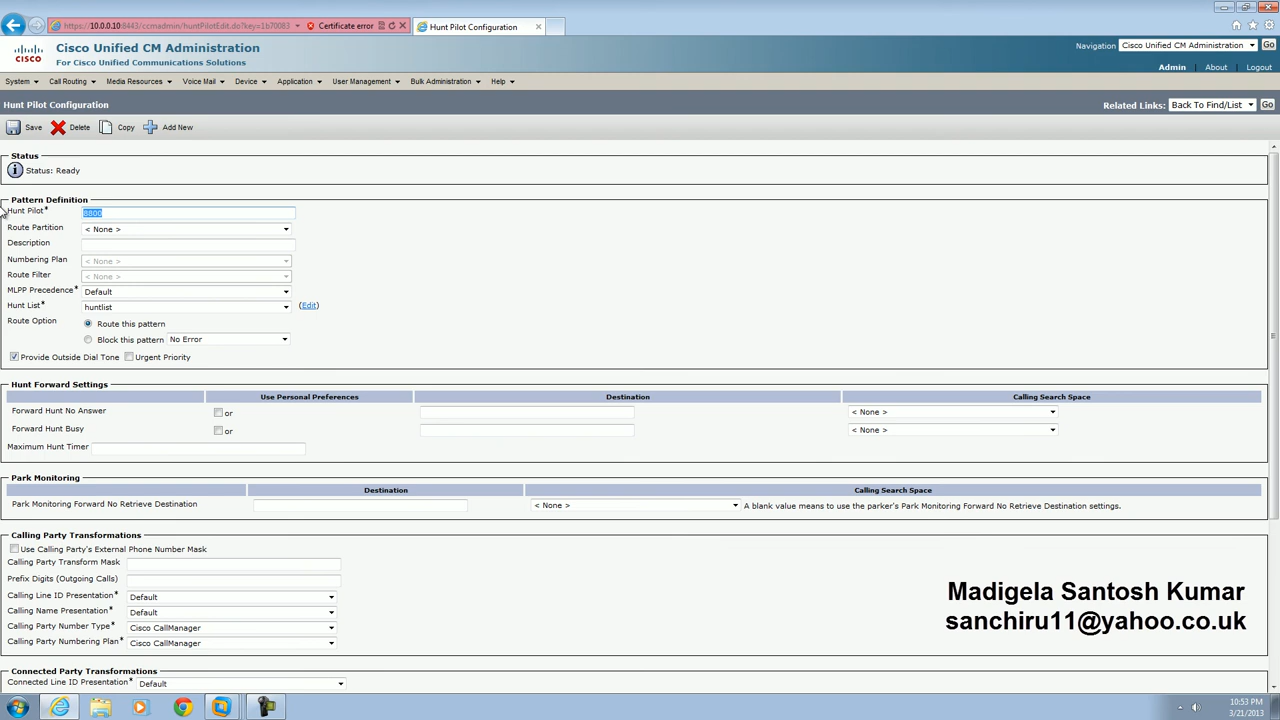 https://10.0.0.10:8443/ccmadmin/huntPilotEdit.do?key=1b70083 Certificate error Hunt Pilot Configuration
Cisco Unified CM Administration Navigation Cisco Unified CM Administration Go
CISCO For Cisco Unified Communications Solutions Admin About Logout
System Call Routing Media Resources Voice Mail Device Application User Management Bulk Administration Help
Hunt Pilot Configuration Related Links: Back To Find/List Go
Save Delete Copy Add New
Status
Status: Ready
Pattern Definition
Hunt Pilot* 8800
Route Partition < None >
Description
Numbering Plan < None >
Route Filter < None >
MLPP Precedence* Default
Hunt List* huntlist (Edit)
Route Option Route this pattern
Block this pattern No Error
Provide Outside Dial Tone Urgent Priority
Hunt Forward Settings
Use Personal Preferences Destination Calling Search Space
Forward Hunt No Answer or < None >
Forward Hunt Busy or < None >
Maximum Hunt Timer
Park Monitoring
Destination Calling Search Space
Park Monitoring Forward No Retrieve Destination < None > A blank value means to use the parker's Park Monitoring Forward No Retrieve Destination settings.
Calling Party Transformations
Use Calling Party's External Phone Number Mask
Calling Party Transform Mask
Prefix Digits (Outgoing Calls)
Calling Line ID Presentation* Default
Calling Name Presentation* Default
Calling Party Number Type* Cisco CallManager
Calling Party Numbering Plan* Cisco CallManager
Madigela Santosh Kumar
sanchiru11@yahoo.co.uk
Connected Party Transformations
Connected Line ID Presentation* Default
10:53 PM
3/21/2013